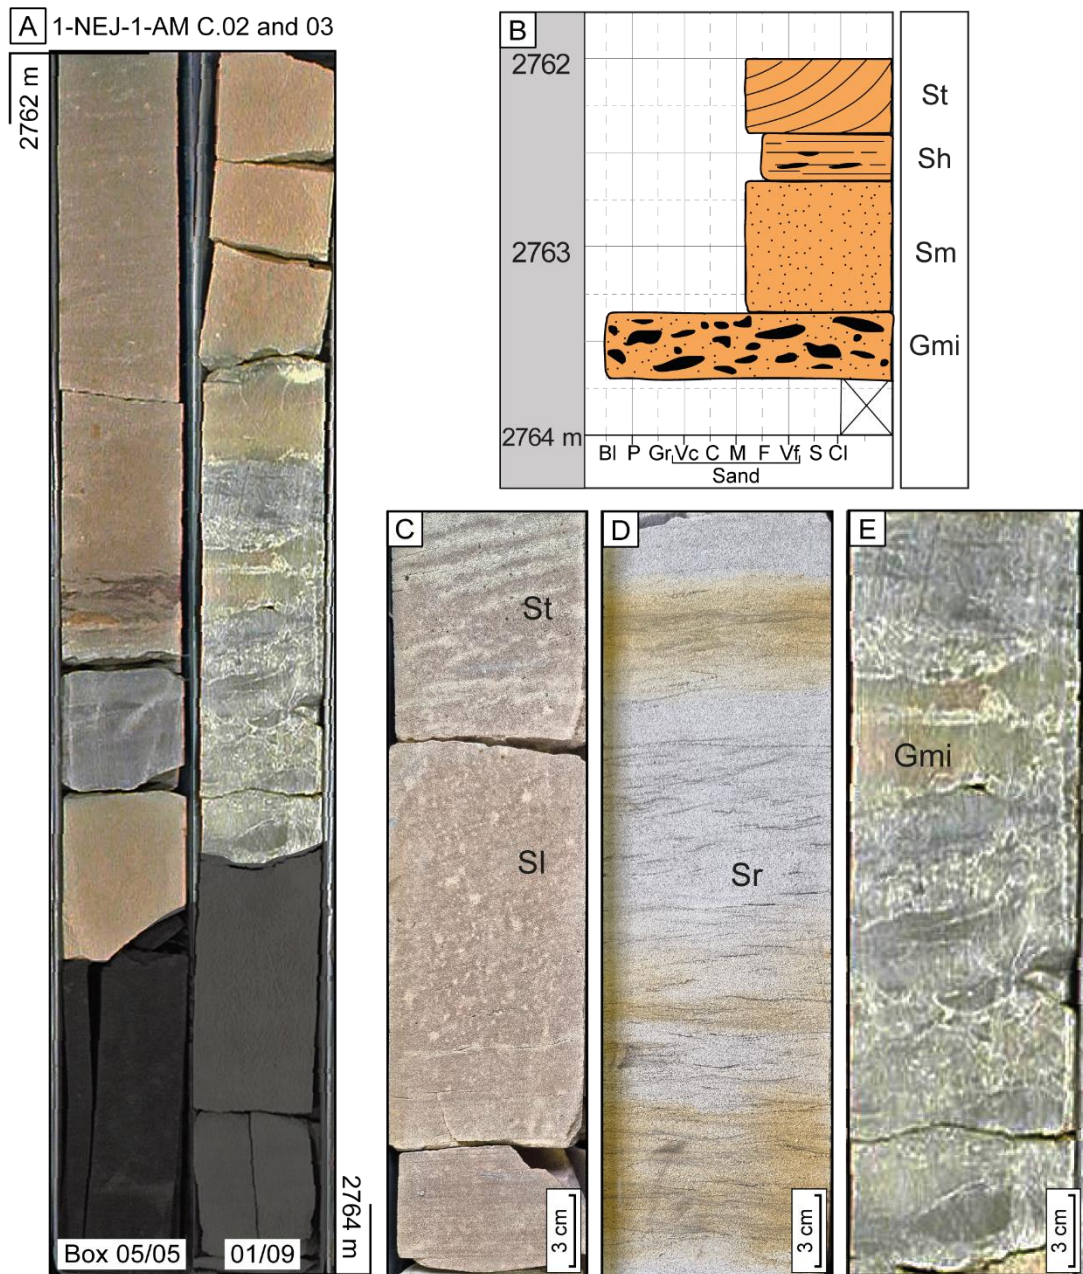 A 1-NEJ-1-AM C.02 and 03
2762 m
Box 05/05
01/09
2764 m
B
2762
2763
2764 m
St
Sh
Sm
Gmi
Bl P Gr Vc C M F Vf S Cl
Sand
C
St
Sl
3 cm
D
Sr
3 cm
E
Gmi
3 cm